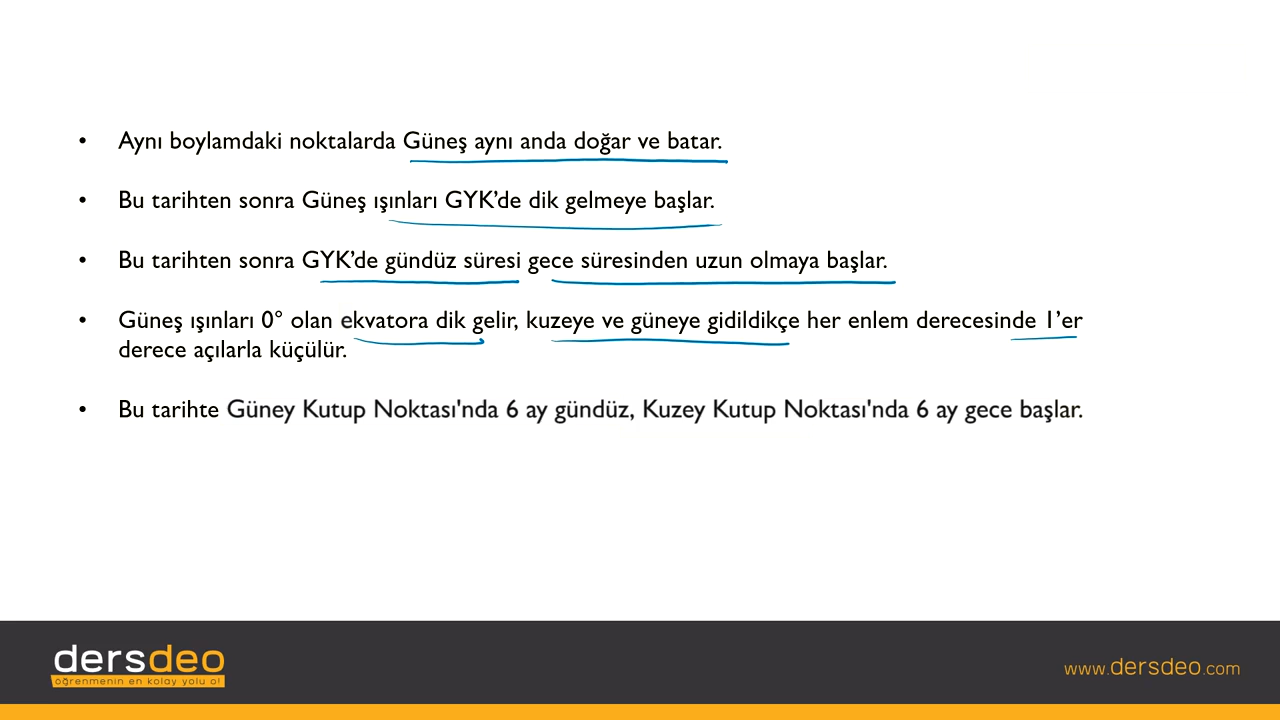 • Aynı boylamdaki noktalarda Güneş aynı anda doğar ve batar.
• Bu tarihten sonra Güneş ışınları GYK’de dik gelmeye başlar.
• Bu tarihten sonra GYK’de gündüz süresi gece süresinden uzun olmaya başlar.
• Güneş ışınları 0° olan ekvatora dik gelir, kuzeye ve güneye gidildikçe her enlem derecesinde 1’er
derece açılarla küçülür.
• Bu tarihte Güney Kutup Noktası'nda 6 ay gündüz, Kuzey Kutup Noktası'nda 6 ay gece başlar.
dersdeo
öğrenmenin en kolay yolu o!
www.dersdeo.com